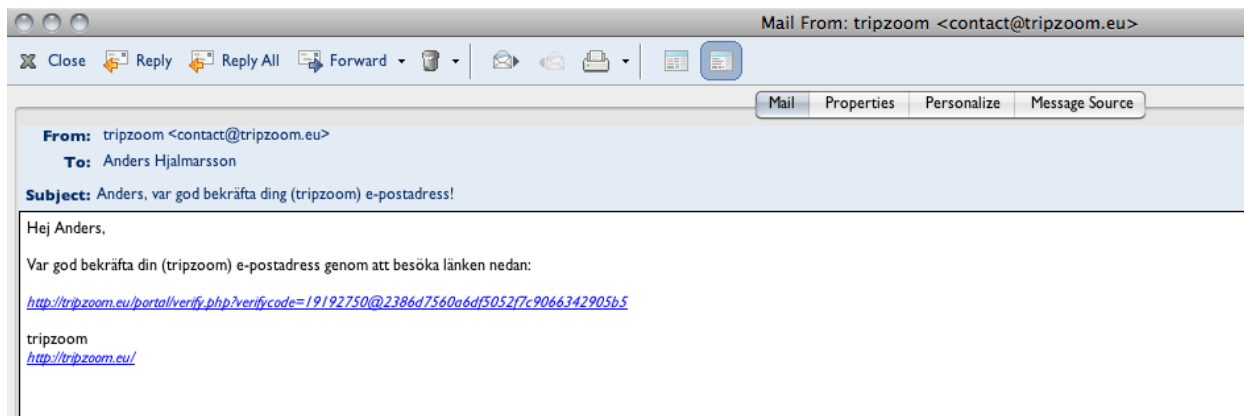 Mail From: tripzoom <contact@tripzoom.eu>
Close Reply Reply All Forward
Mail Properties Personalize Message Source
From: tripzoom <contact@tripzoom.eu>
To: Anders Hjalmarsson
Subject: Anders, var god bekräfta ding (tripzoom) e-postadress!
Hej Anders,
Var god bekräfta din (tripzoom) e-postadress genom att besöka länken nedan:
http://tripzoom.eu/portal/verify.php?verifycode=19192750@2386d7560a6df5052f7c9066342905b5
tripzoom
http://tripzoom.eu/